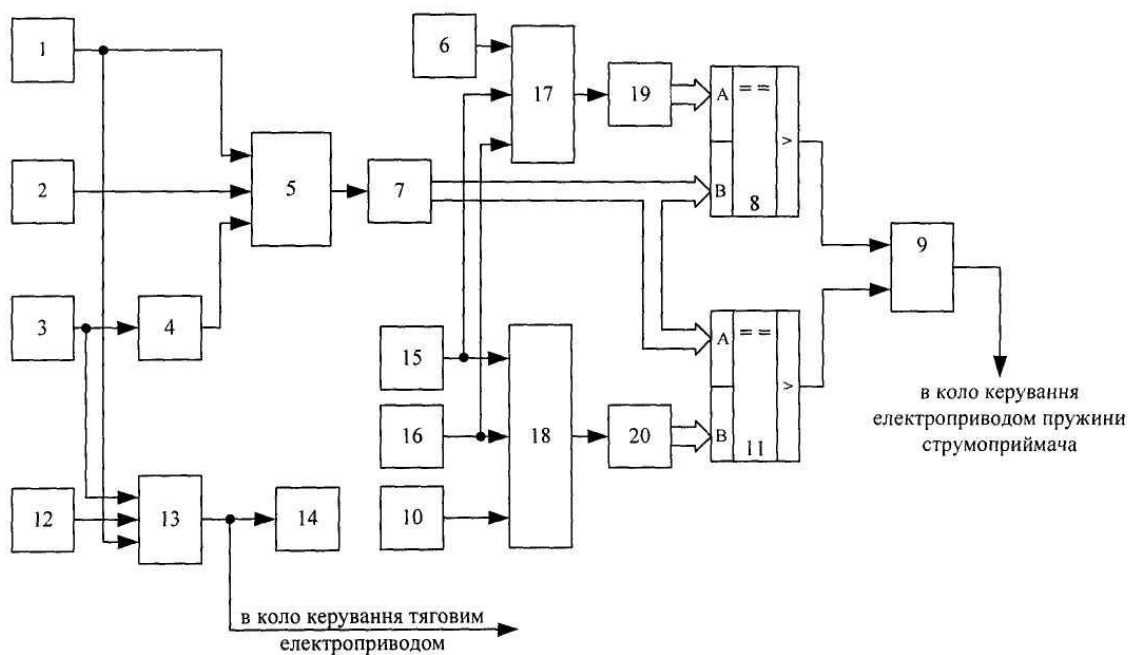 1
6
17
19
A
==
>
B
8
2
5
7
9
3
4
15
16
18
20
A
==
>
B
11
в коло керування
електроприводом пружини
струмоприймача
12
13
14
10
в коло керування тяговим
електроприводом